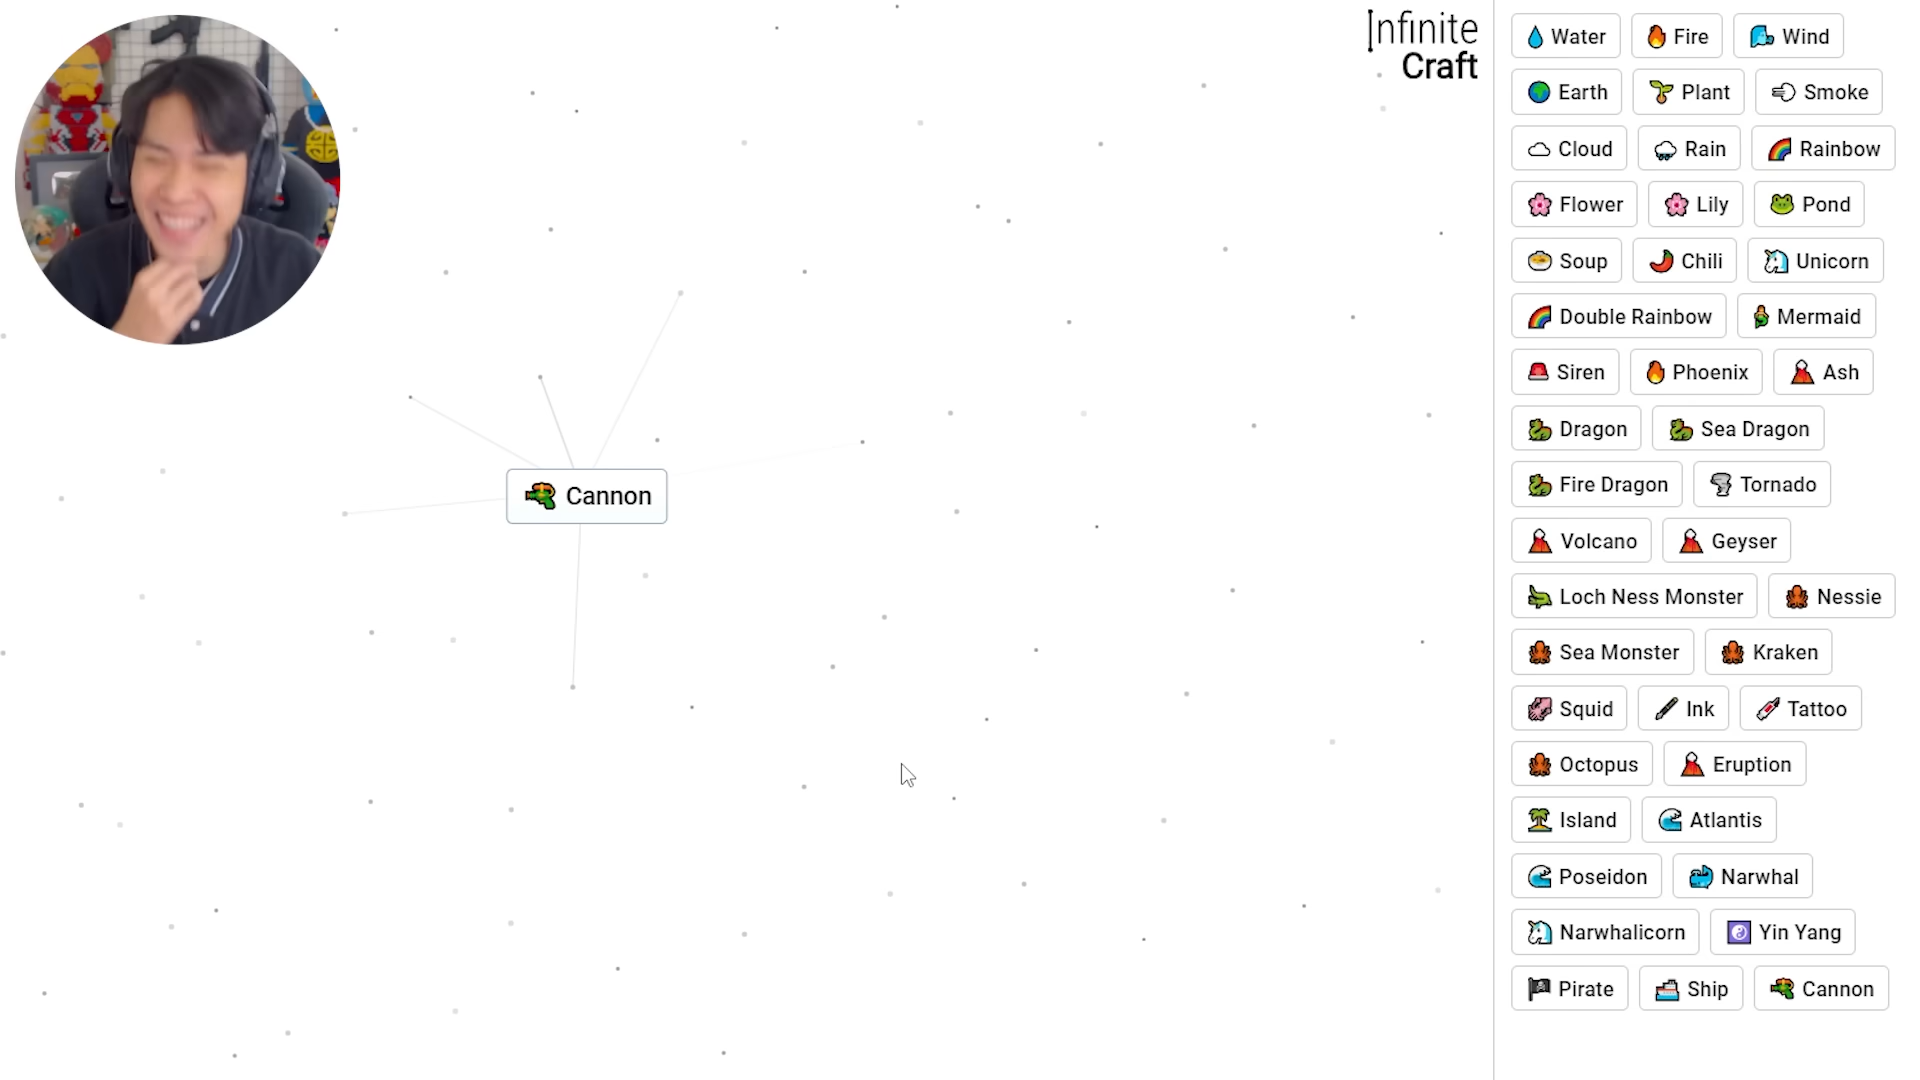 Infinite
Craft
Water Fire Wind
Earth Plant Smoke
Cloud Rain Rainbow
Flower Lily Pond
Soup Chili Unicorn
Double Rainbow Mermaid
Siren Phoenix Ash
Dragon Sea Dragon
Fire Dragon Tornado
Cannon
Volcano Geyser
Loch Ness Monster Nessie
Sea Monster Kraken
Squid Ink Tattoo
Octopus Eruption
Island Atlantis
Poseidon Narwhal
Narwhalicorn Yin Yang
Pirate Ship Cannon